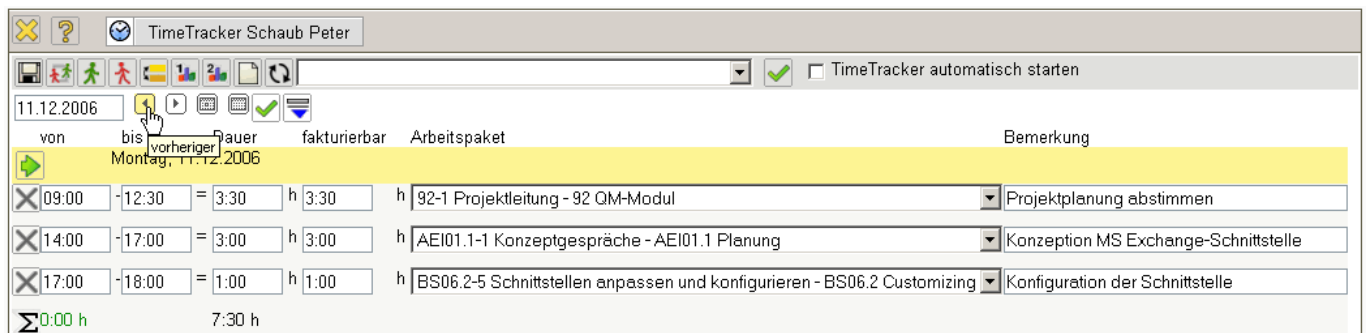 TimeTracker Schaub Peter
TimeTracker automatisch starten
11.12.2006
von bis Dauer fakturierbar Arbeitspaket Bemerkung
vorheriger
Montag, 11.12.2006
09:00 - 12:30 = 3:30 h 3:30 h 92-1 Projektleitung - 92 QM-Modul Projektplanung abstimmen
14:00 - 17:00 = 3:00 h 3:00 h AEI01.1-1 Konzeptgespräche - AEI01.1 Planung Konzeption MS Exchange-Schnittstelle
17:00 - 18:00 = 1:00 h 1:00 h BS06.2-5 Schnittstellen anpassen und konfigurieren - BS06.2 Customizing Konfiguration der Schnittstelle
Σ 0:00 h 7:30 h